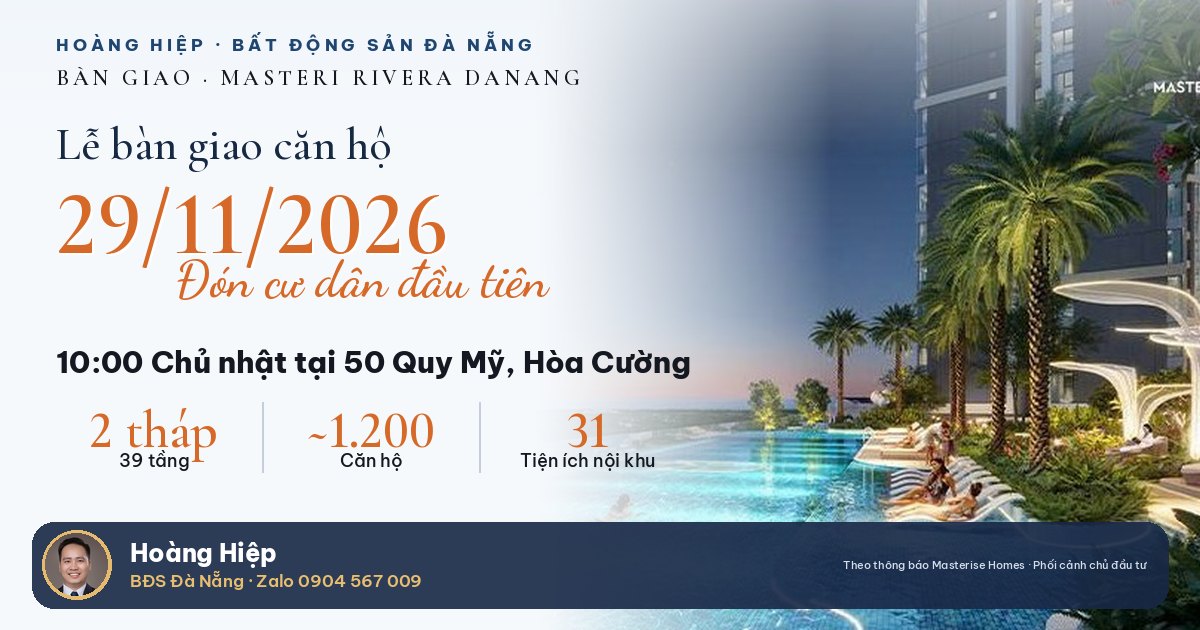 HOÀNG HIỆP · BẤT ĐỘNG SẢN ĐÀ NẴNG
BÀN GIAO · MASTERI RIVERA DANANG
Lễ bàn giao căn hộ
29/11/2026
Đón cư dân đầu tiên
10:00 Chủ nhật tại 50 Quy Mỹ, Hòa Cường
2 tháp
39 tầng
~1.200
Căn hộ
31
Tiện ích nội khu
Hoàng Hiệp
BĐS Đà Nẵng · Zalo 0904 567 009
Theo thông báo Masterise Homes · Phối cảnh chủ đầu tư